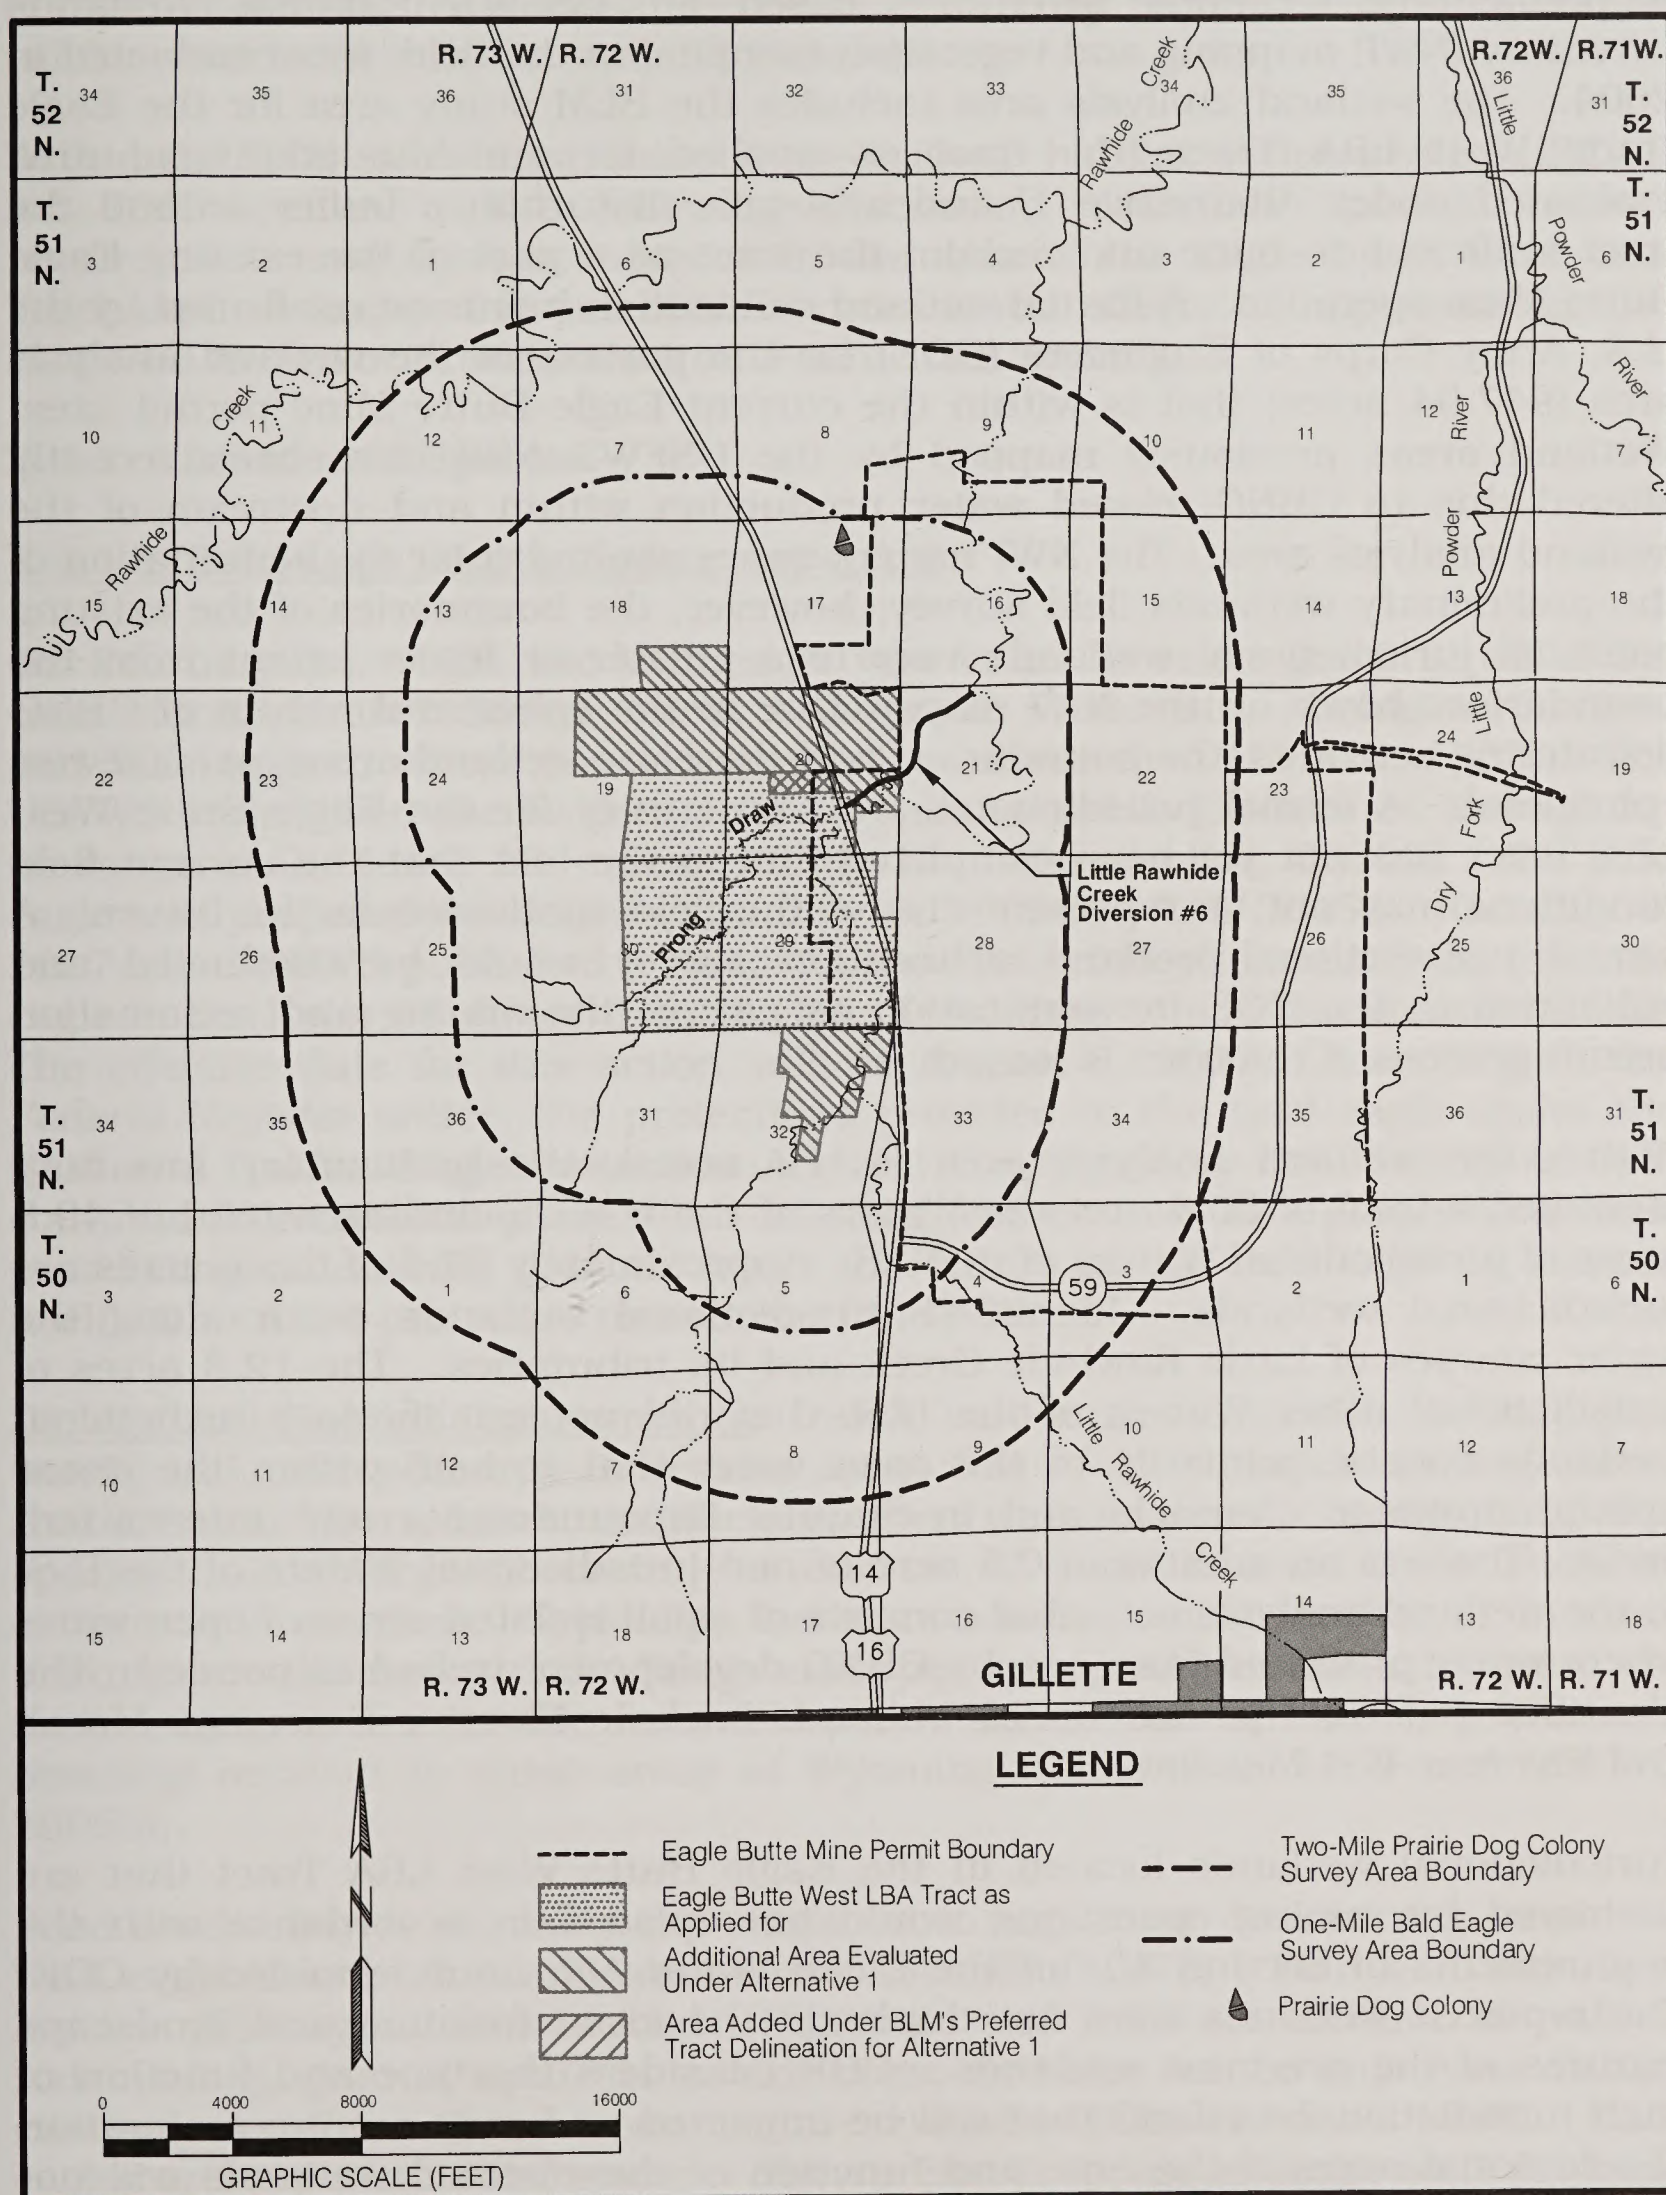 R. 73 W. R. 72 W.
R.72W. R.71W.
T.
52
N.
34 35 36 31 32 33 34 35 36 31
T.
52
N.
Little
Creek
Rawhide
T.
51
N.
T.
51
N.
3 2 1 6 5 4 3 2 1 6
Powder
River
Creek
Rawhide
10 11 12 7 8 9 10 11 12 7
River
Powder
15 14 13 18 17 16 15 14 13 18
Little
22 23 24 19 20 21 22 23 24 19
Draw
Fork
Little Rawhide
Creek
Diversion #6
Dry
Prong
27 26 25 30 29 28 27 26 25 30
T.
51
N.
34 35 36 31 32 33 34 35 36 31
T.
51
N.
T.
50
N.
3 2 1 6 5 4 3 2 1 6
T.
50
N.
59
10 11 12 7 8 9 10 11 12 7
Little
Rawhide
Creek
14
15 14 13 18 17 16 15 14 13 18
16
GILLETTE
R. 73 W. R. 72 W.
R. 72 W. R. 71 W.
LEGEND
Eagle Butte Mine Permit Boundary
Eagle Butte West LBA Tract as
Applied for
Additional Area Evaluated
Under Alternative 1
Area Added Under BLM's Preferred
Tract Delineation for Alternative 1
Two-Mile Prairie Dog Colony
Survey Area Boundary
One-Mile Bald Eagle
Survey Area Boundary
Prairie Dog Colony
N
0 4000 8000 16000
GRAPHIC SCALE (FEET)